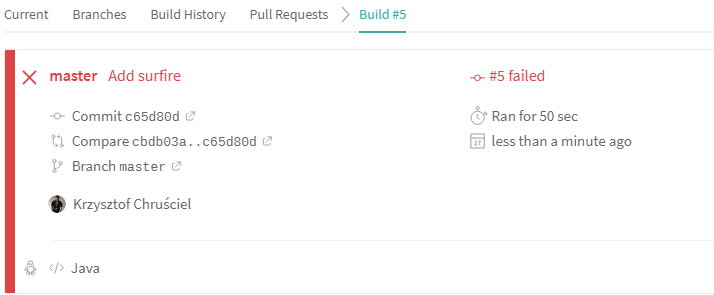 Current Branches Build History Pull Requests Build #5
master Add surfire #5 failed
Commit c65d80d Ran for 50 sec
Compare cbdb03a..c65d80d less than a minute ago
Branch master
Krzysztof Chruściel
Java